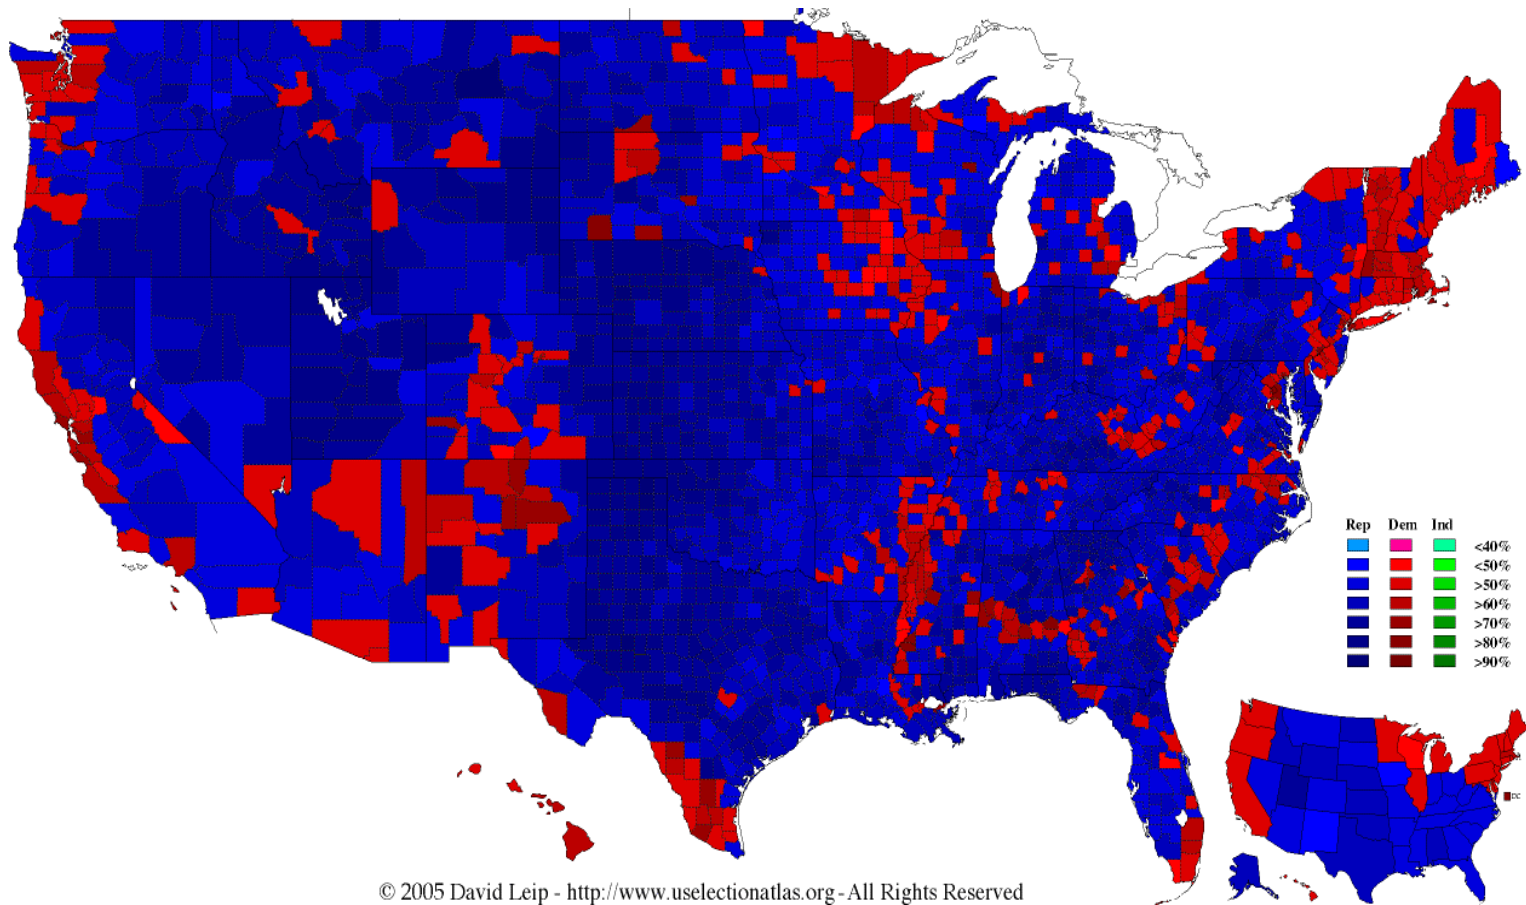 Rep Dem Ind
<40%
<50%
>50%
>60%
>70%
>80%
>90%
DC
© 2005 David Leip - http://www.uselectionatlas.org - All Rights Reserved